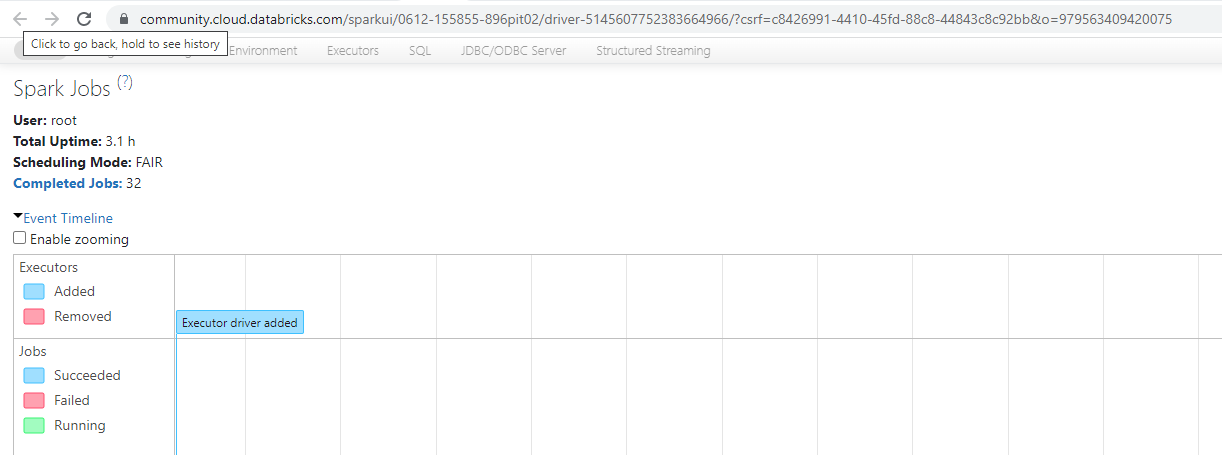 community.cloud.databricks.com/sparkui/0612-155855-896pit02/driver-5145607752383664966/?csrf=c8426991-4410-45fd-88c8-44843c8c92bb&o=979563409420075
Click to go back, hold to see history
Environment Executors SQL JDBC/ODBC Server Structured Streaming
Spark Jobs (?)
User: root
Total Uptime: 3.1 h
Scheduling Mode: FAIR
Completed Jobs: 32
Event Timeline
Enable zooming
Executors
Added
Removed
Executor driver added
Jobs
Succeeded
Failed
Running